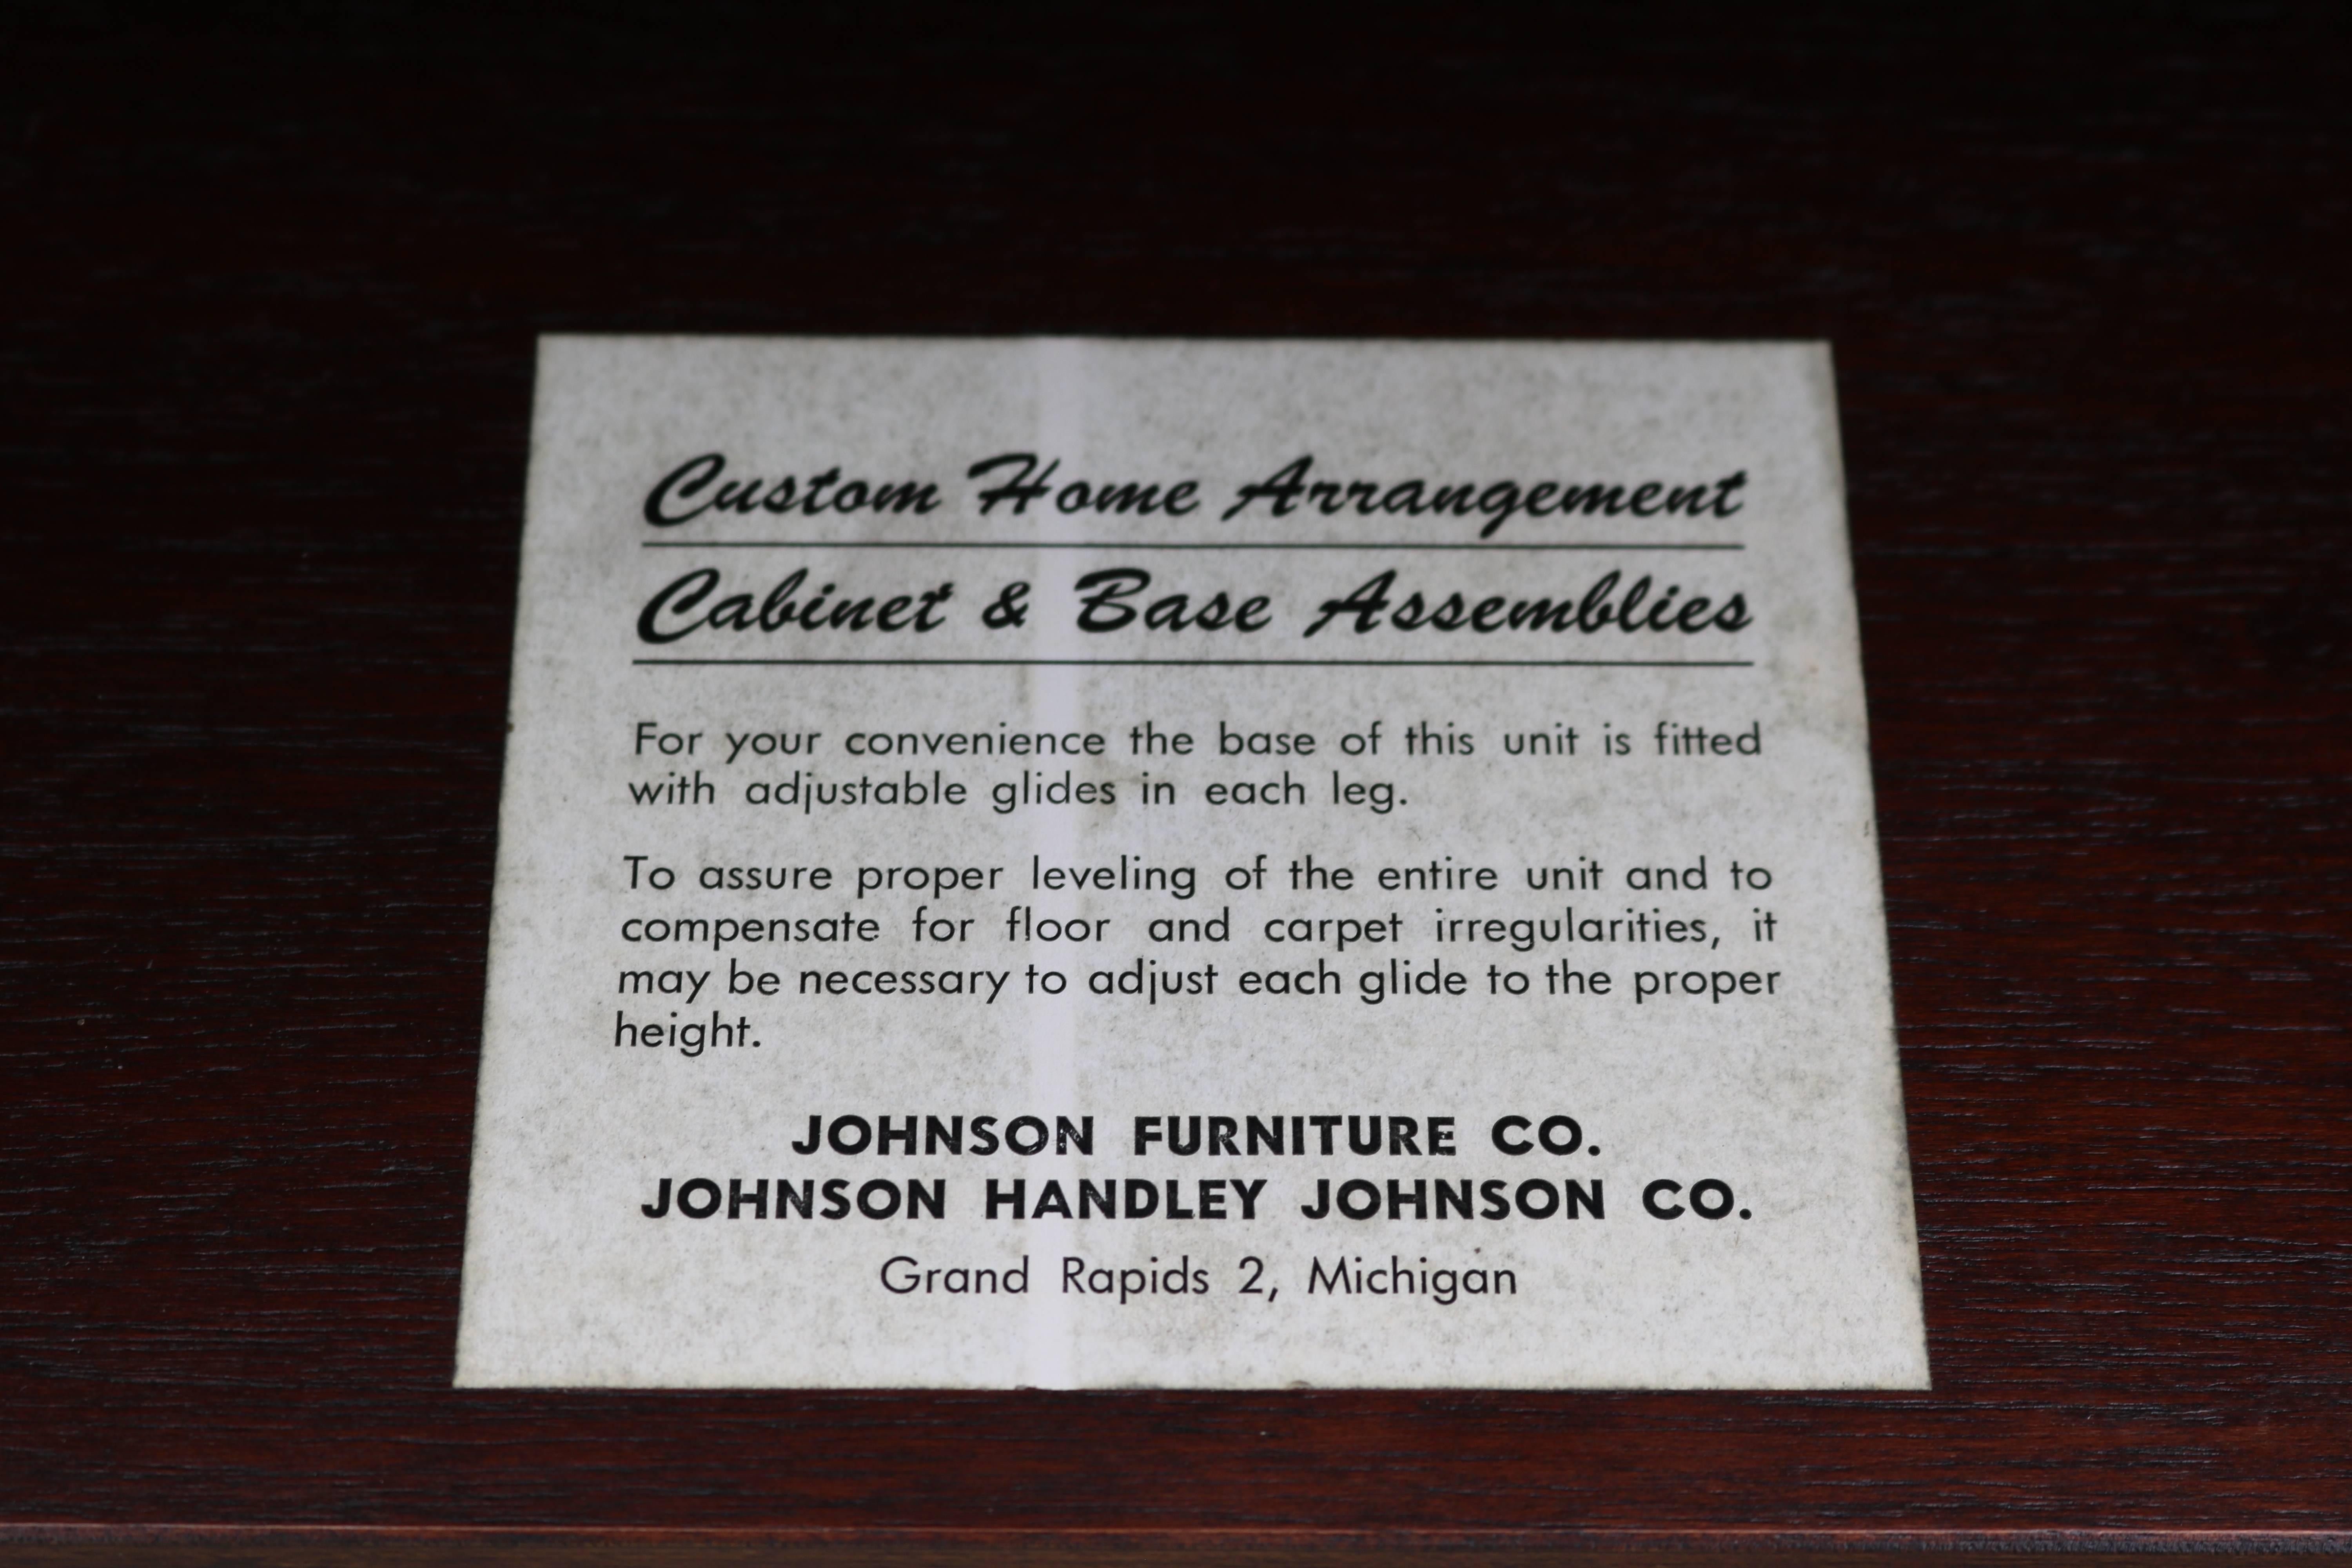 Custom Home Arrangement
Cabinet & Base Assemblies
For your convenience the base of this unit is fitted
with adjustable glides in each leg.
To assure proper leveling of the entire unit and to
compensate for floor and carpet irregularities, it
may be necessary to adjust each glide to the proper
height.
JOHNSON FURNITURE CO.
JOHNSON HANDLEY JOHNSON CO.
Grand Rapids 2, Michigan